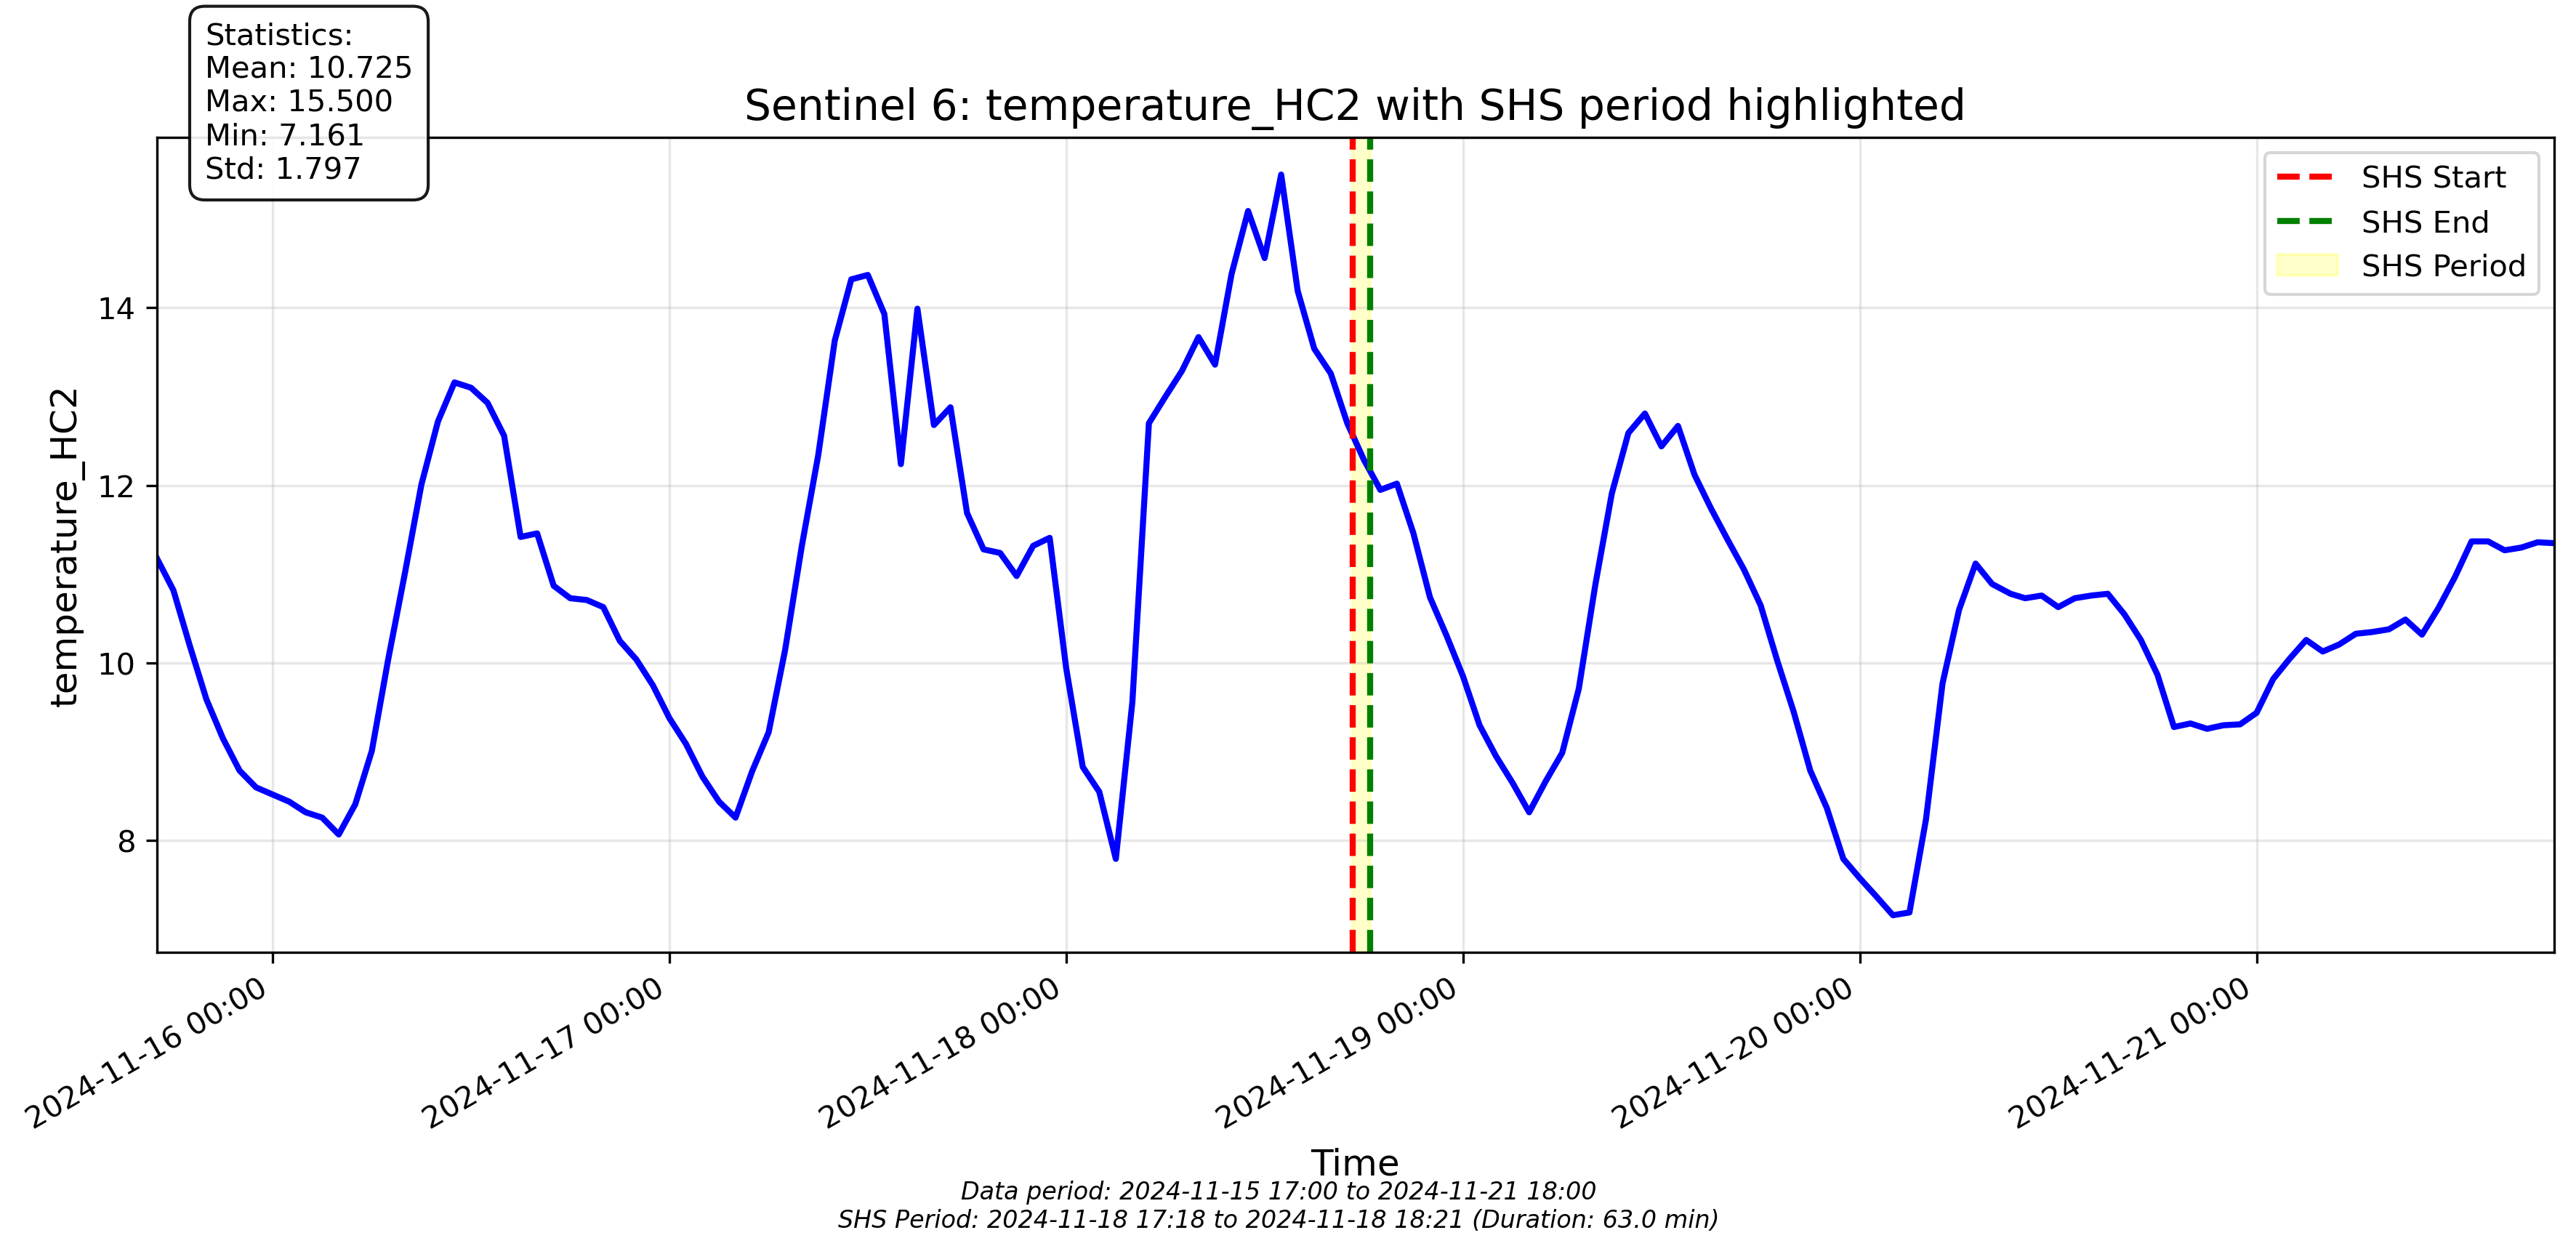 Statistics:
Mean: 10.725
Max: 15.500
Min: 7.161
Std: 1.797
Sentinel 6: temperature_HC2 with SHS period highlighted
SHS Start
SHS End
SHS Period
temperature_HC2
14
12
10
8
2024-11-16 00:00
2024-11-17 00:00
2024-11-18 00:00
2024-11-19 00:00
2024-11-20 00:00
2024-11-21 00:00
Time
Data period: 2024-11-15 17:00 to 2024-11-21 18:00
SHS Period: 2024-11-18 17:18 to 2024-11-18 18:21 (Duration: 63.0 min)